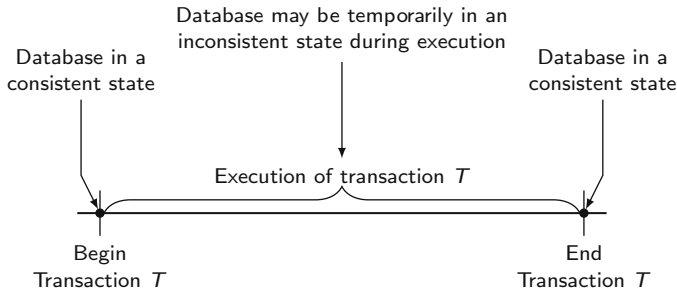 Database may be temporarily in an
inconsistent state during execution
Database in a
consistent state
Database in a
consistent state
Execution of transaction T
Begin
Transaction T
End
Transaction T